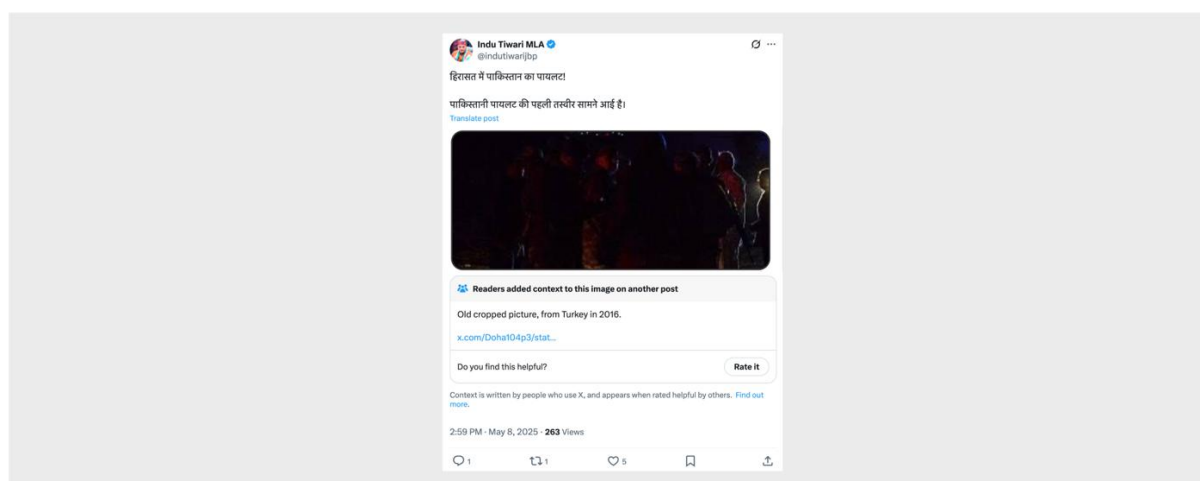 Indu Tiwari MLA
@indutiwarijbp
हिरासत में पाकिस्तान का पायलट!
पाकिस्तानी पायलट की पहली तस्वीर सामने आई है।
Translate post
Readers added context to this image on another post
Old cropped picture, from Turkey in 2016.
x.com/Doha104p3/stat...
Do you find this helpful?
Rate it
Context is written by people who use X, and appears when rated helpful by others. Find out
more.
2:59 PM · May 8, 2025 · 263 Views
1 1 5